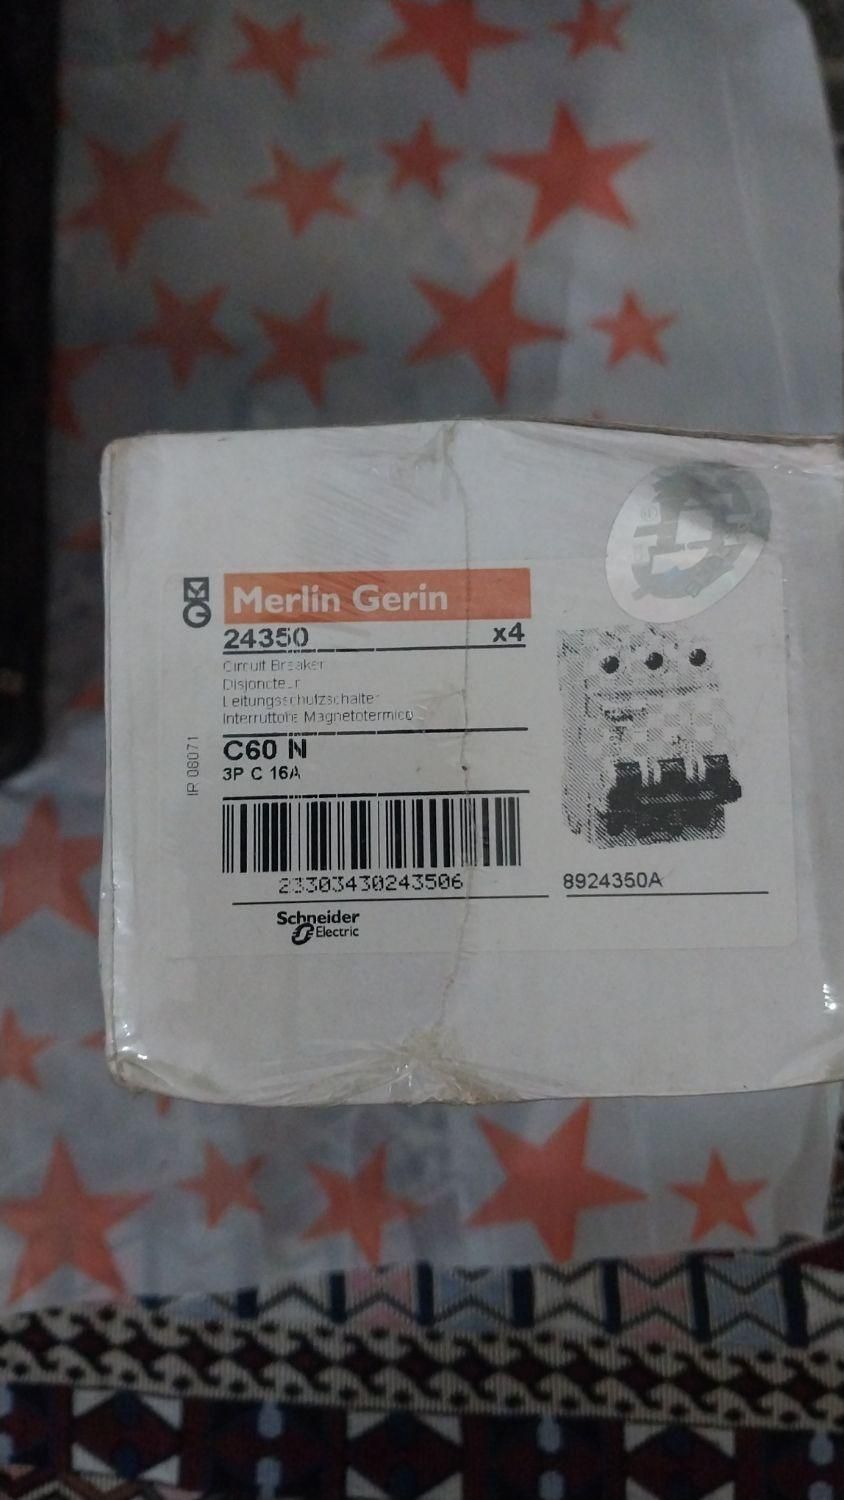 Merlin Gerin
24350 x4
Circuit Breaker
Disjoncteur
Leitungsschutzschalter
Interruttore Magnetotermico
C60 N
3P C 16A
IP 06071
23303430243506
8924350A
Schneider
Electric